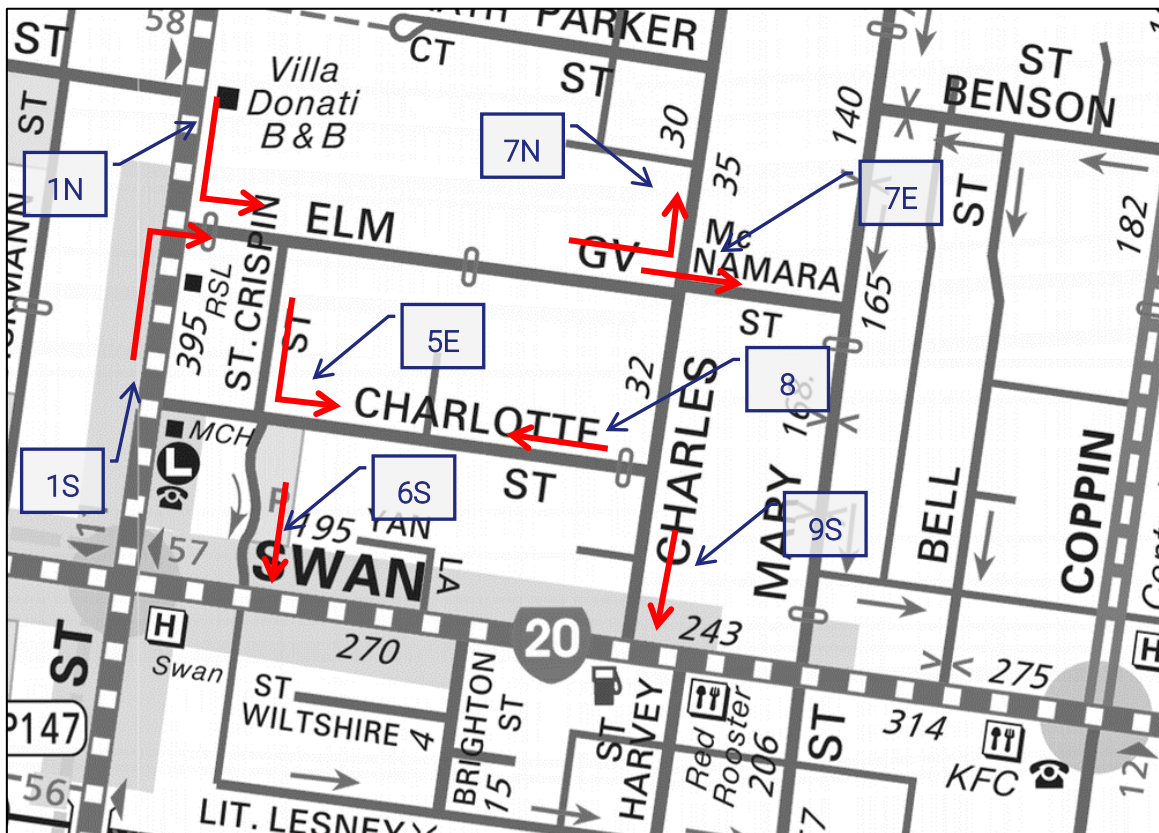 58
PARKER
ST
CT
ST
Villa
Donati
B & B
ST
BENSON
ST
30
140
7N
1N
35
7E
ST
182
ELM
GV
Mc
NAMARA
RSL
395
ST. CRISPIN
ST
165
ST
5E
32
8
168
CHARLOTTE
CHARLES
MCH
L
1S
ST
6S
P
495
YAN
LA
MARY
9S
BELL
COPPIN
57
SWAN
H
Swan
270
20
243
275
ST
P147
ST
WILTSHIRE
4
BRIGHTON
ST
15
ST
HARVEY
Red
Rooster
206
ST
314
KFC
H
12
56
LIT. LESNEY